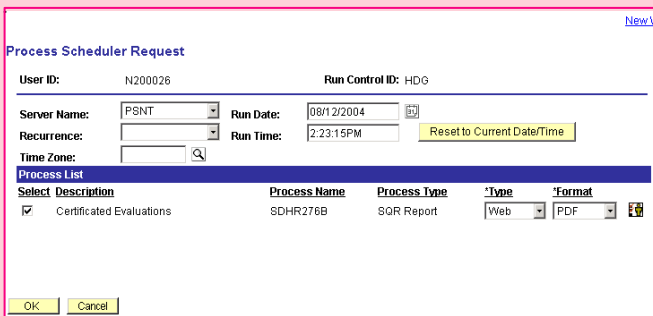 New
Process Scheduler Request
User ID: N200026 Run Control ID: HDG
Server Name: PSNT Run Date: 08/12/2004
Recurrence: Run Time: 2:23:15PM Reset to Current Date/Time
Time Zone:
Process List
Select Description Process Name Process Type *Type *Format
Certificated Evaluations SDHR276B SQR Report Web PDF
OK Cancel